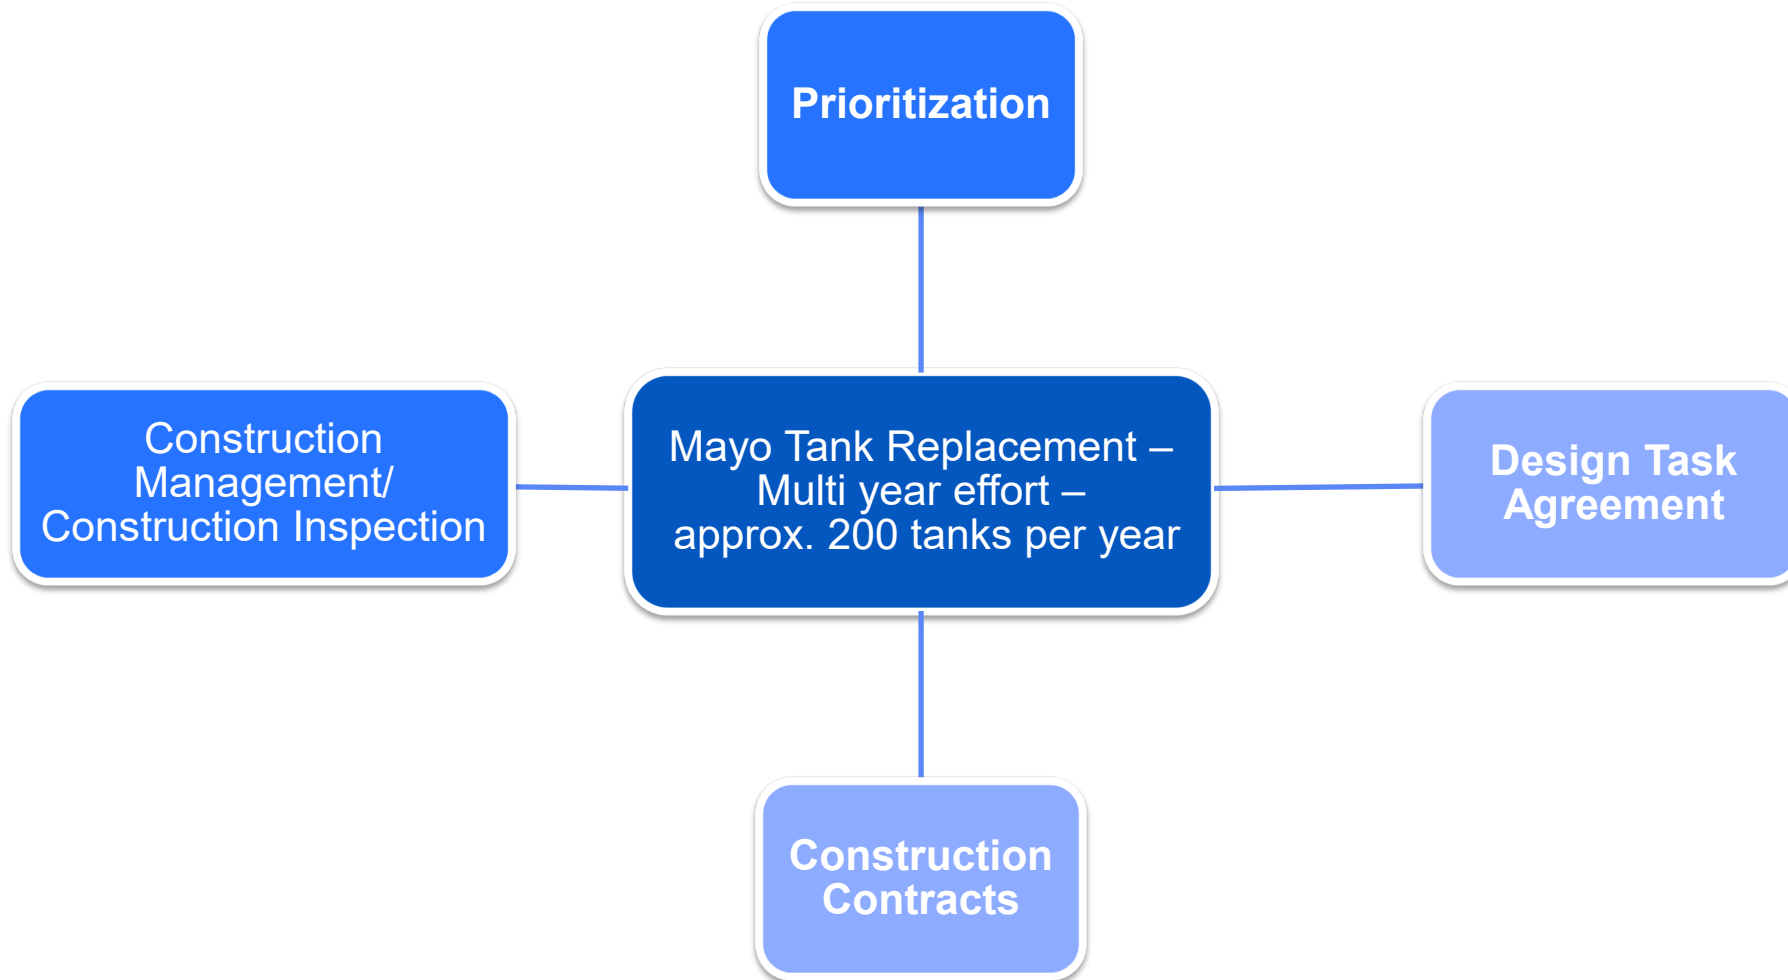 Prioritization
Construction
Management/
Construction Inspection
Mayo Tank Replacement –
Multi year effort –
approx. 200 tanks per year
Design Task
Agreement
Construction
Contracts